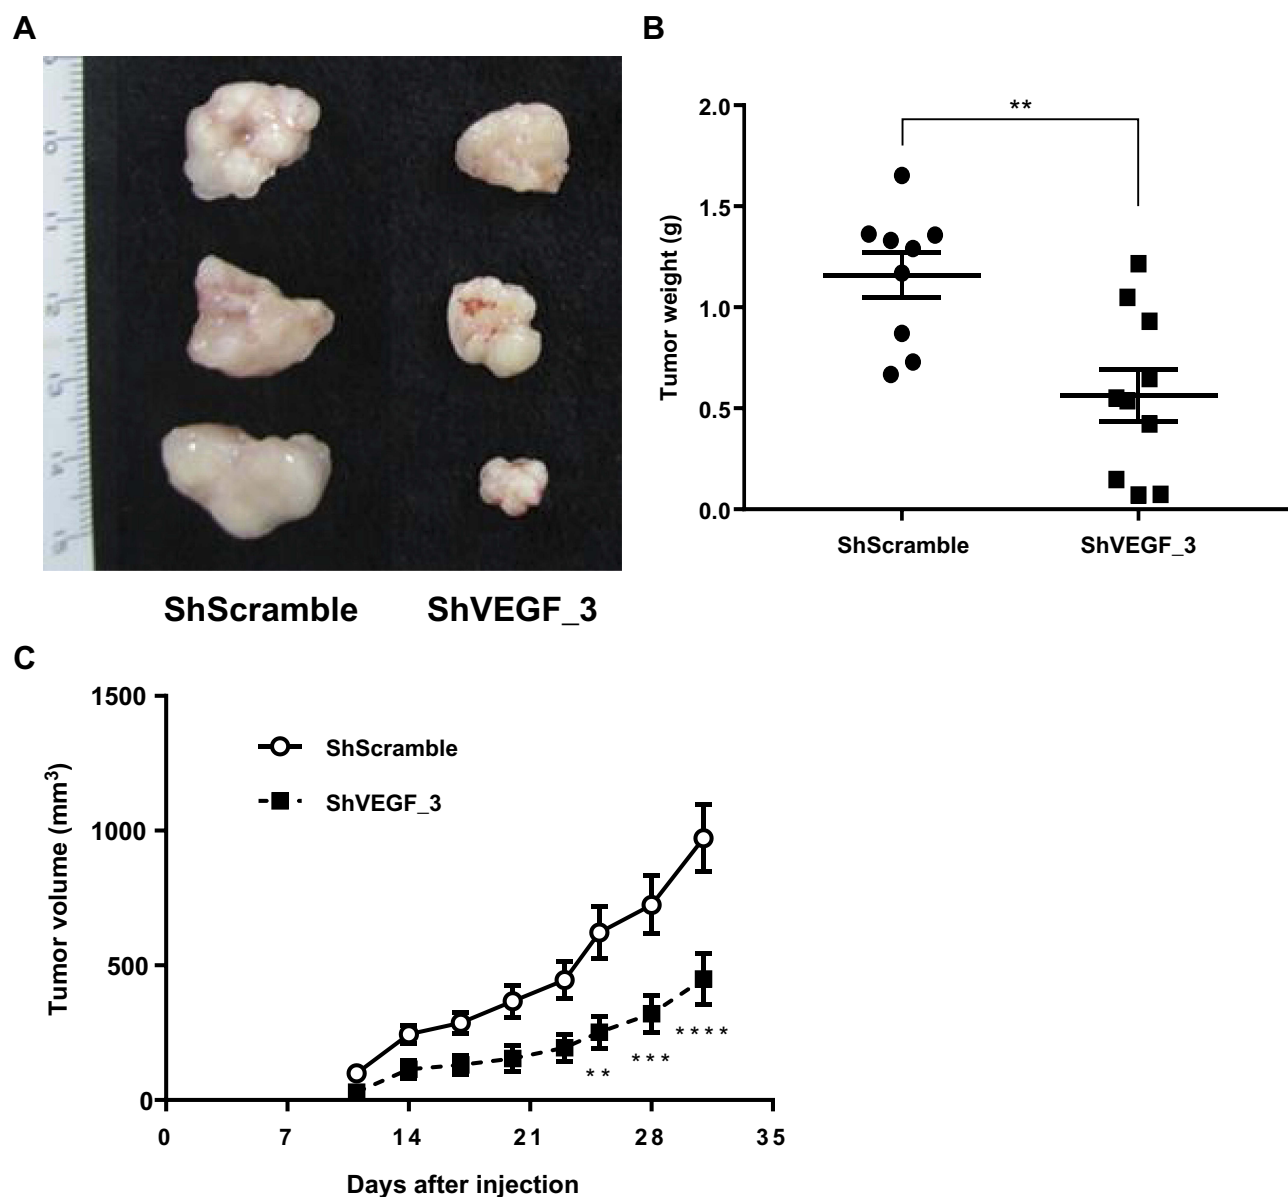 A
B
2.0
**
1.5
1.0
0.5
0.0
Tumor weight (g)
ShScramble
ShVEGF_3
ShScramble
ShVEGF_3
C
1500
1000
500
0
Tumor volume (mm³)
ShScramble
ShVEGF_3
**
***
****
0
7
14
21
28
35
Days after injection